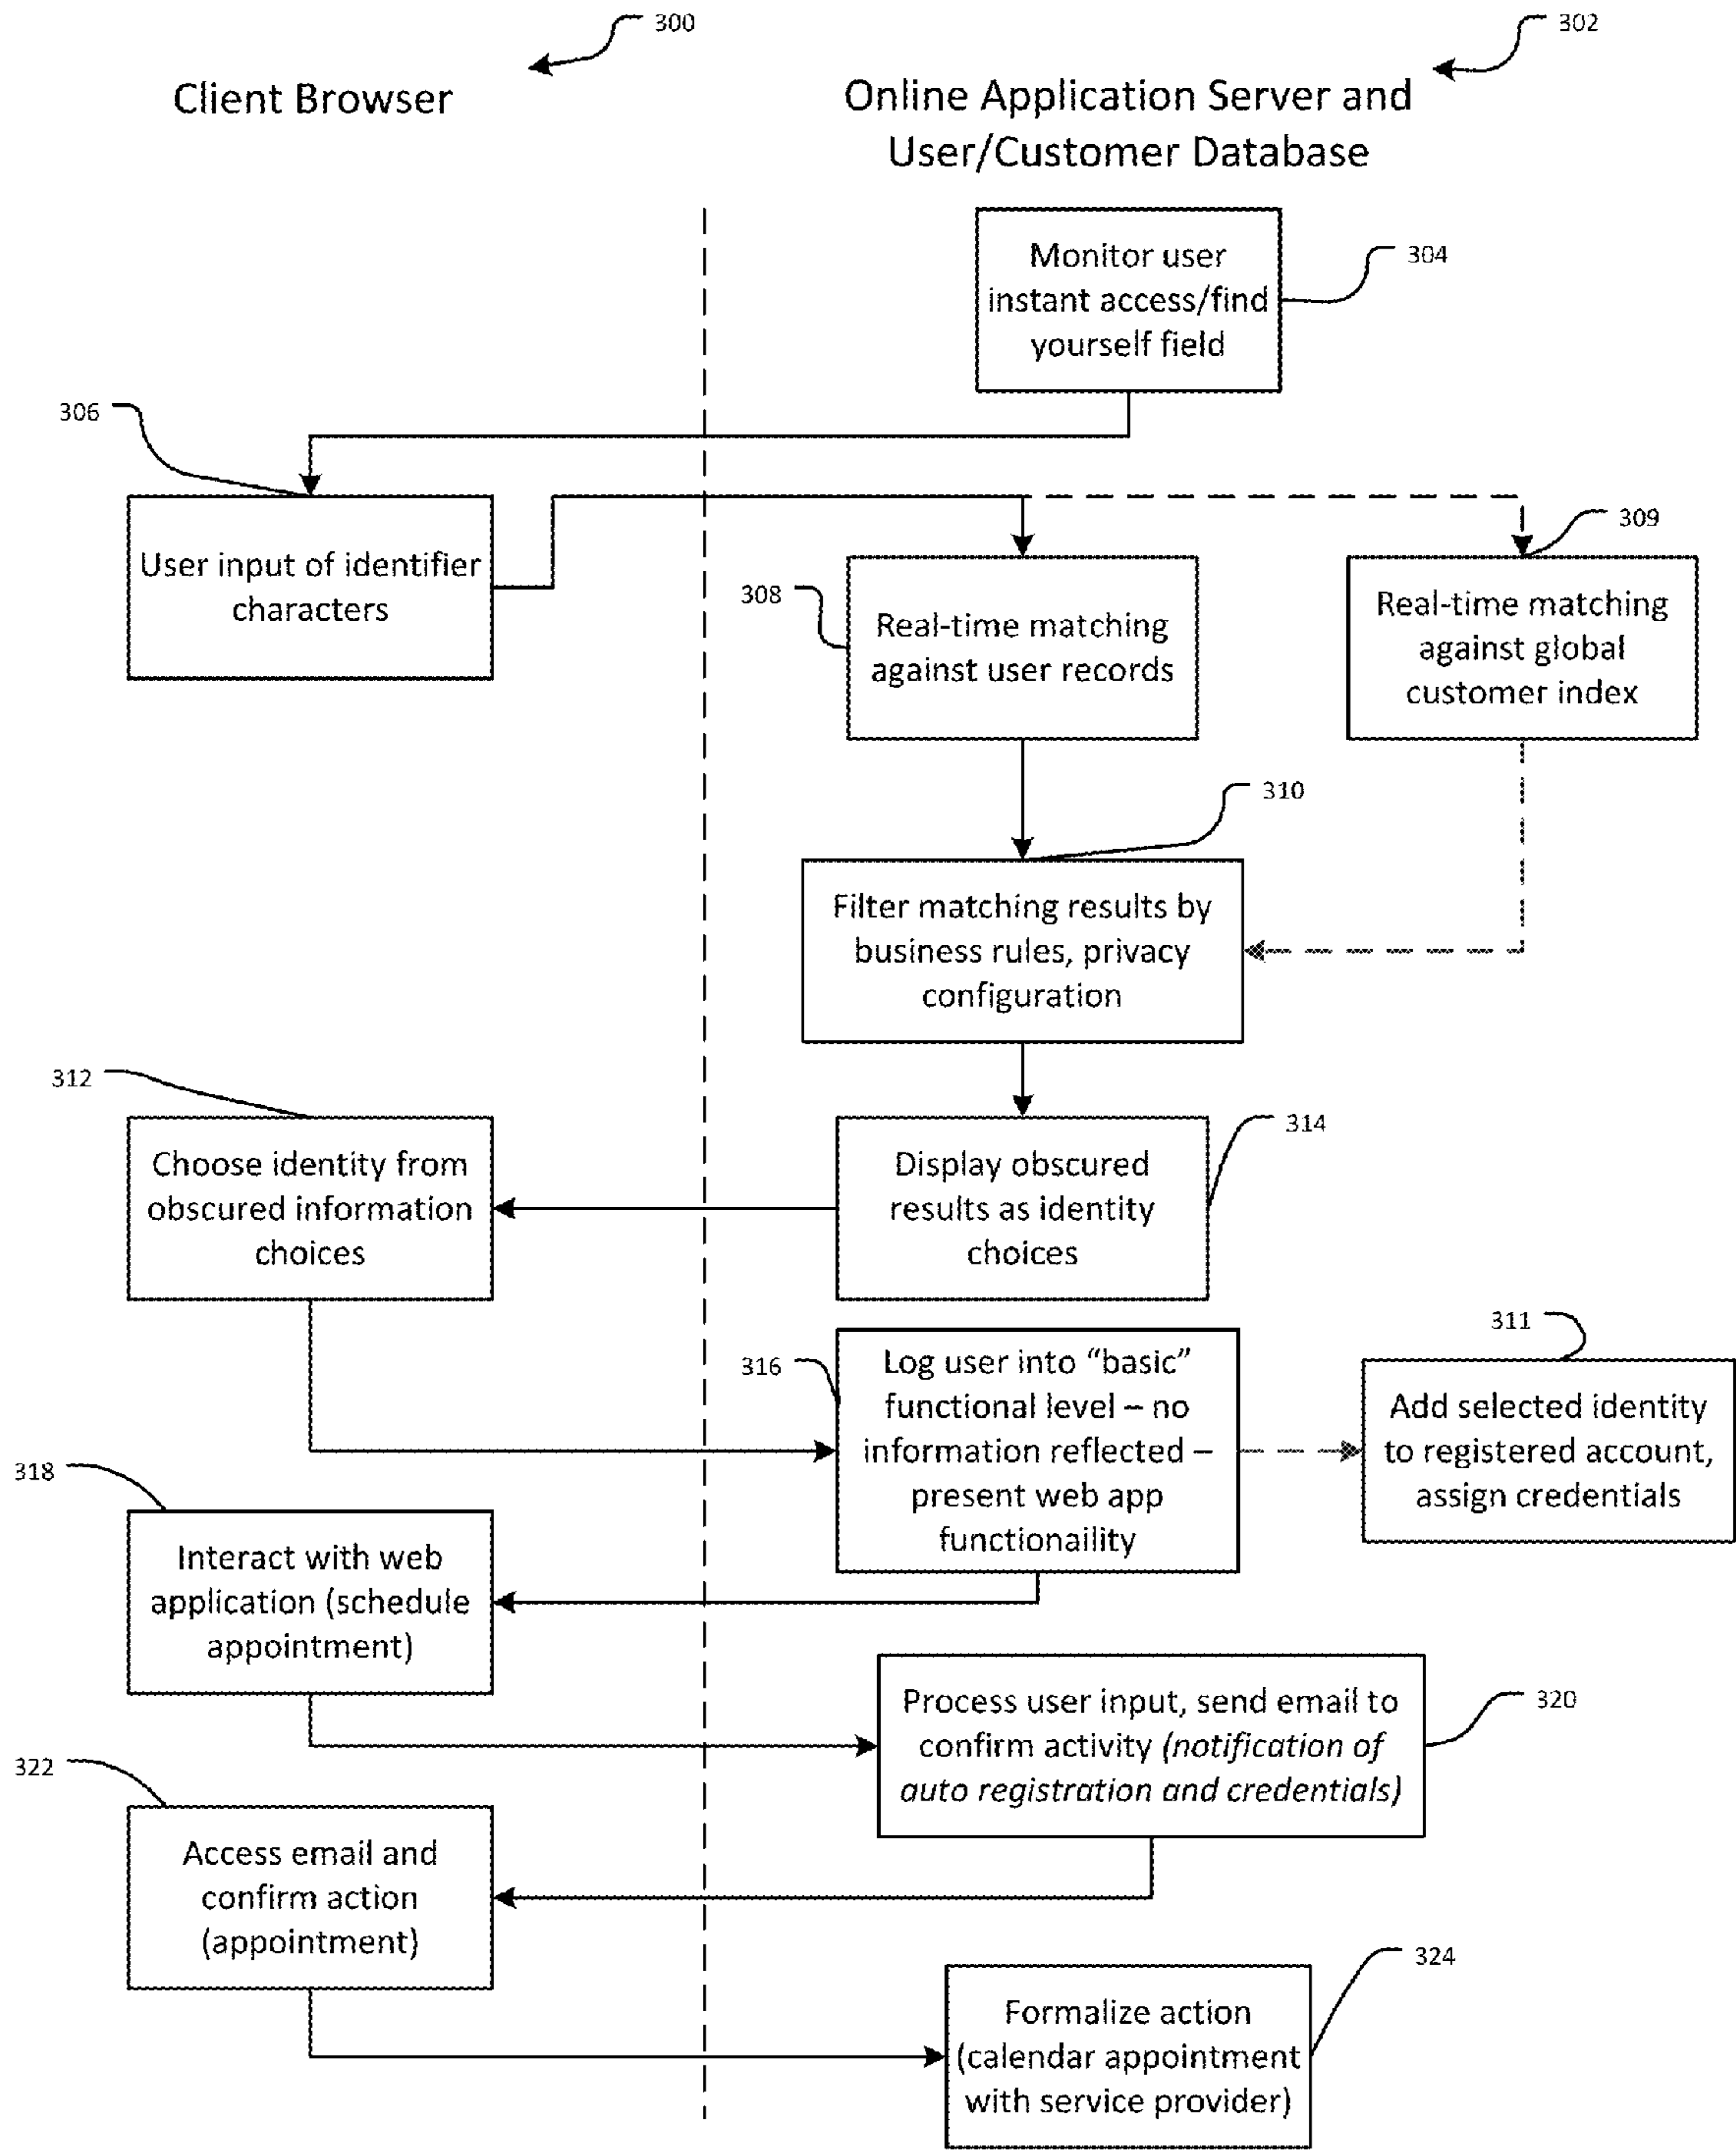 300
302
Client Browser
Online Application Server and
User/Customer Database
Monitor user
instant access/find
yourself field
304
306
User input of identifier
characters
308
Real-time matching
against user records
309
Real-time matching
against global
customer index
310
Filter matching results by
business rules, privacy
configuration
312
Choose identity from
obscured information
choices
314
Display obscured
results as identity
choices
316
Log user into “basic”
functional level – no
information reflected –
present web app
functionaility
311
Add selected identity
to registered account,
assign credentials
318
Interact with web
application (schedule
appointment)
320
Process user input, send email to
confirm activity (notification of
auto registration and credentials)
322
Access email and
confirm action
(appointment)
324
Formalize action
(calendar appointment
with service provider)